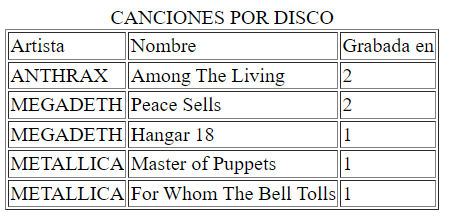 CANCIONES POR DISCO
Artista Nombre Grabada en
ANTHRAX Among The Living 2
MEGADETH Peace Sells 2
MEGADETH Hangar 18 1
METALLICA Master of Puppets 1
METALLICA For Whom The Bell Tolls 1